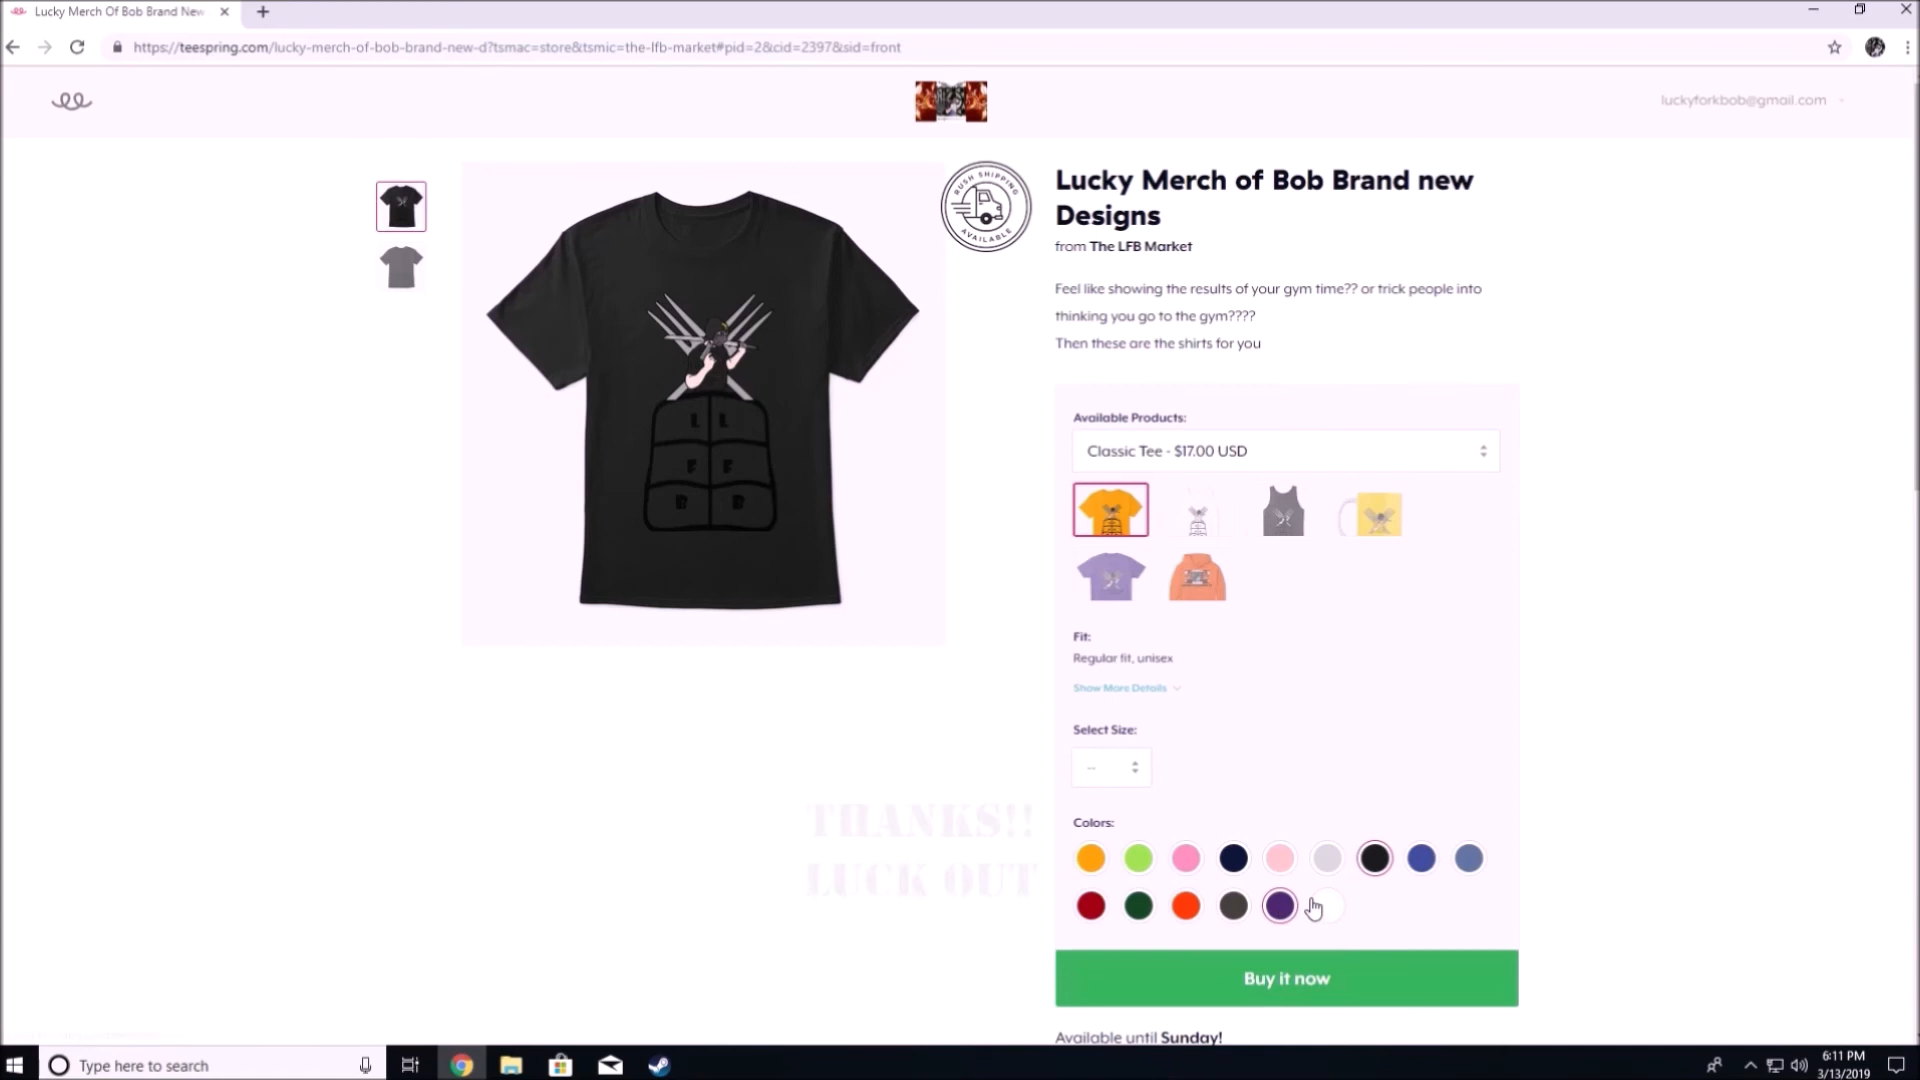 Lucky Merch Of Bob Brand New
https://teespring.com/lucky-merch-of-bob-brand-new-d?tsmac=store&tsmic=the-lfb-market#pid=2&cid=2397&sid=front
luckyforkbob@gmail.com
RUSH SHIPPING
AVAILABLE
Lucky Merch of Bob Brand new
Designs
from The LFB Market
Feel like showing the results of your gym time?? or trick people into
thinking you go to the gym????
Then these are the shirts for you
L L
F F
B B
Available Products:
Classic Tee - $17.00 USD
Fit:
Regular fit, unisex
Show More Details
Select Size:
--
THANKS!!
LUCK OUT
Colors:
Buy it now
Available until Sunday!
Type here to search
6:11 PM
3/13/2019